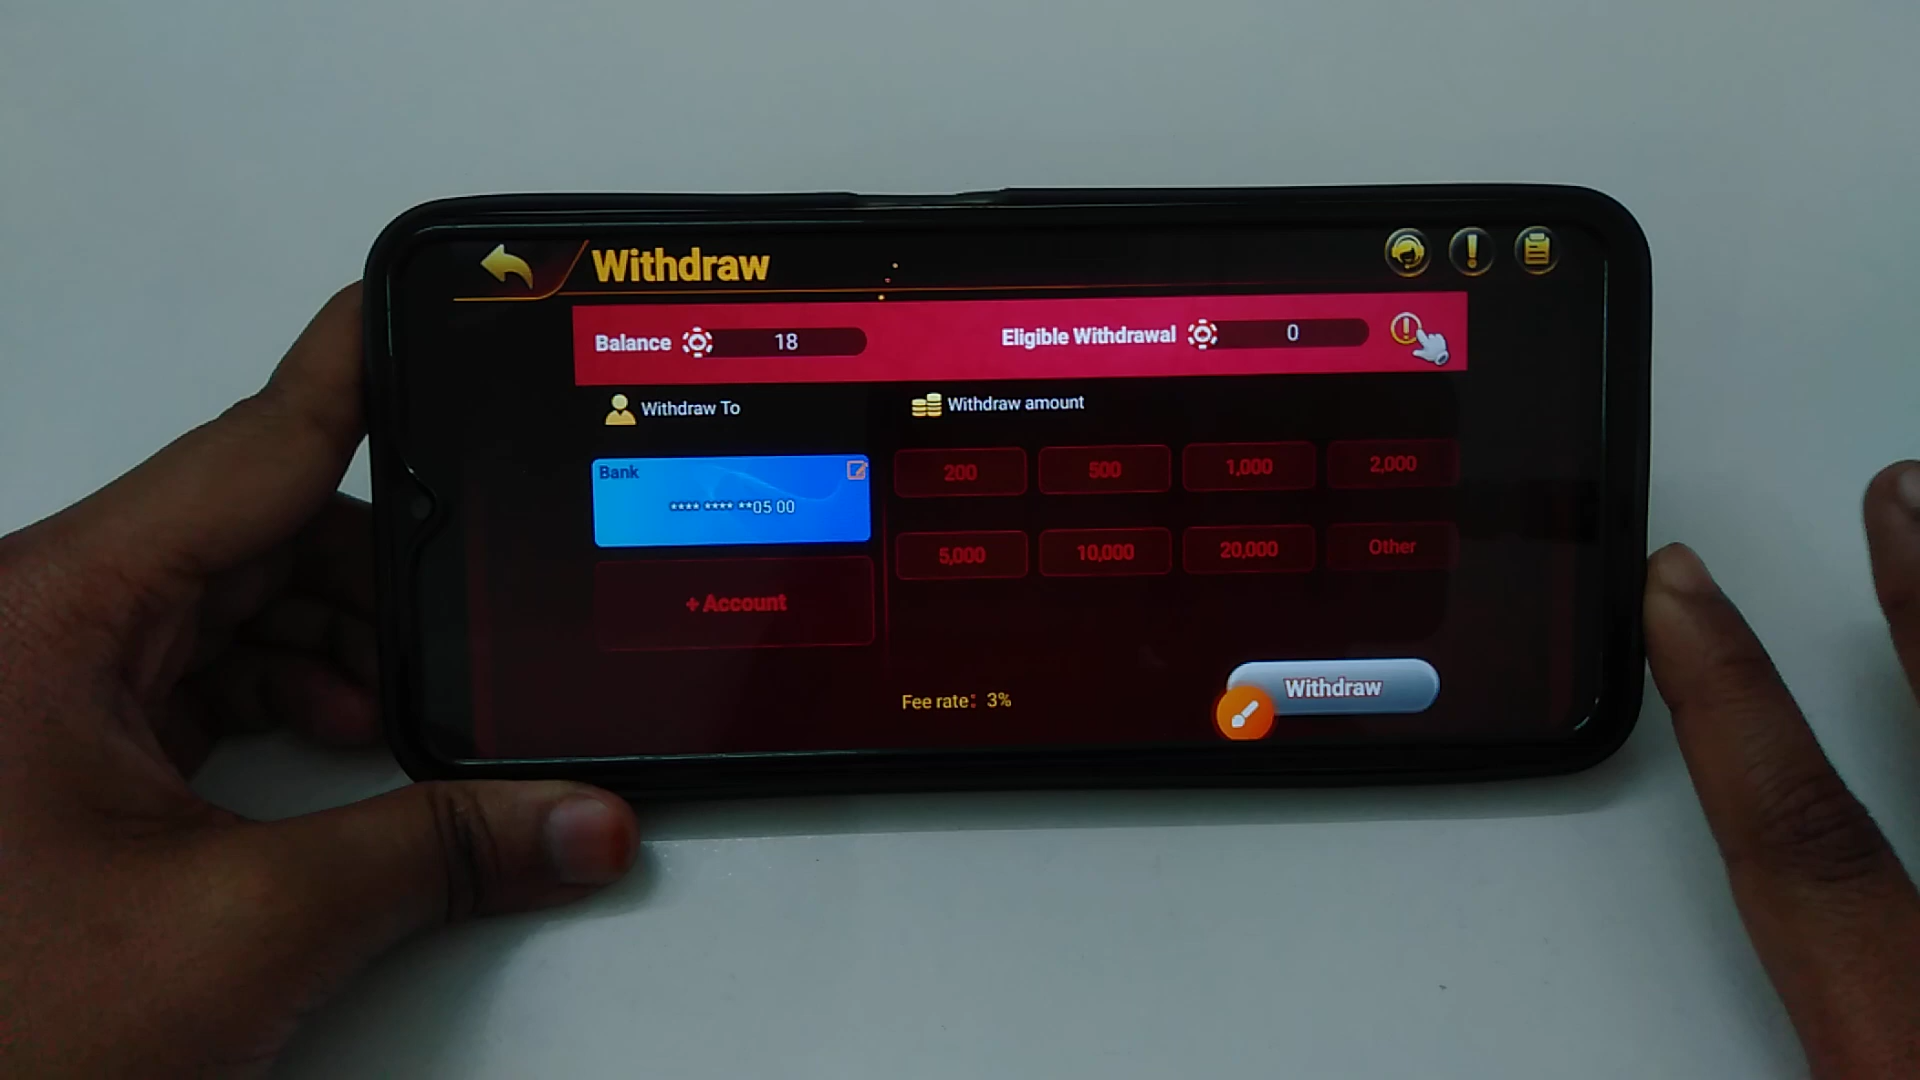 Withdraw
Balance 18
Eligible Withdrawal 0
Withdraw To
Withdraw amount
Bank
**** **** **05 00
200 500 1,000 2,000
5,000 10,000 20,000 Other
+ Account
Fee rate: 3%
Withdraw